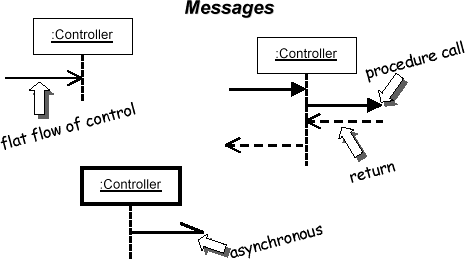 Messages
:Controller
flat flow of control
:Controller
procedure call
return
:Controller
asynchronous